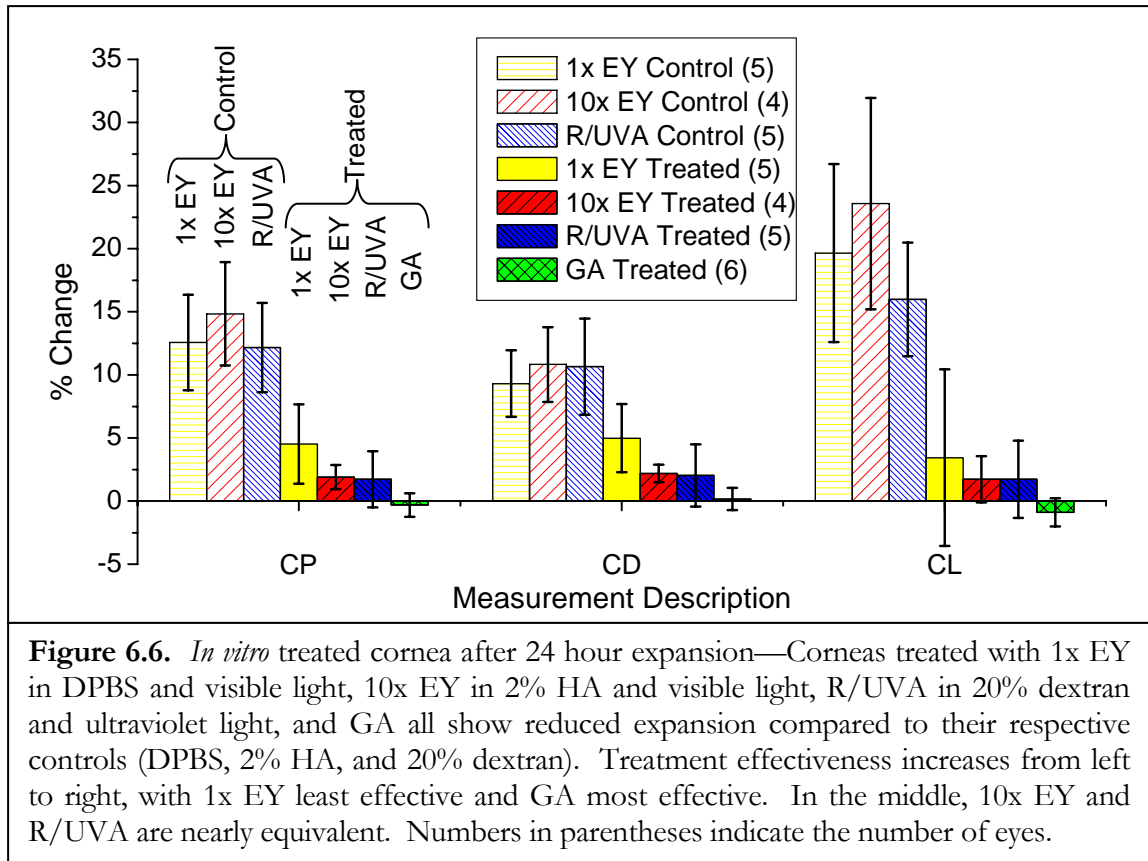 35
30
25
20
15
10
5
0
-5
% Change
Control
1x EY
10x EY
R/UVA
Treated
1x EY
10x EY
R/UVA
GA
1x EY Control (5)
10x EY Control (4)
R/UVA Control (5)
1x EY Treated (5)
10x EY Treated (4)
R/UVA Treated (5)
GA Treated (6)
CP CD CL
Measurement Description
Figure 6.6. In vitro treated cornea after 24 hour expansion—Corneas treated with 1x EY
in DPBS and visible light, 10x EY in 2% HA and visible light, R/UVA in 20% dextran
and ultraviolet light, and GA all show reduced expansion compared to their respective
controls (DPBS, 2% HA, and 20% dextran). Treatment effectiveness increases from left
to right, with 1x EY least effective and GA most effective. In the middle, 10x EY and
R/UVA are nearly equivalent. Numbers in parentheses indicate the number of eyes.